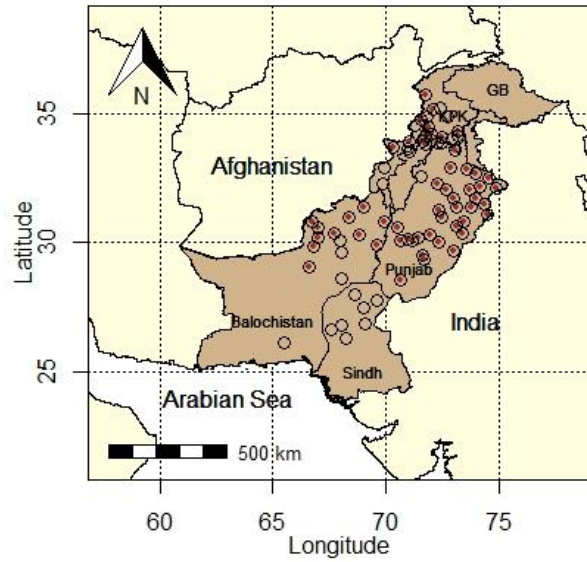 N
GB
KPK
35
Afghanistan
30
Latitude
Punjab
Balochistan
India
25
Sindh
Arabian Sea
500 km
60 65 70 75
Longitude